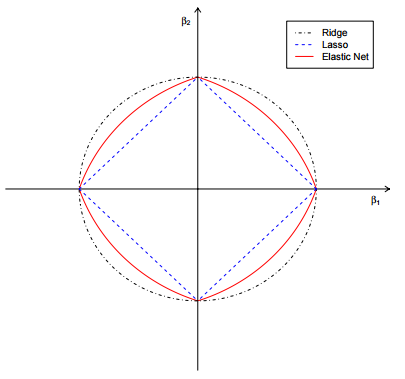 β₂
Ridge
Lasso
Elastic Net
β₁